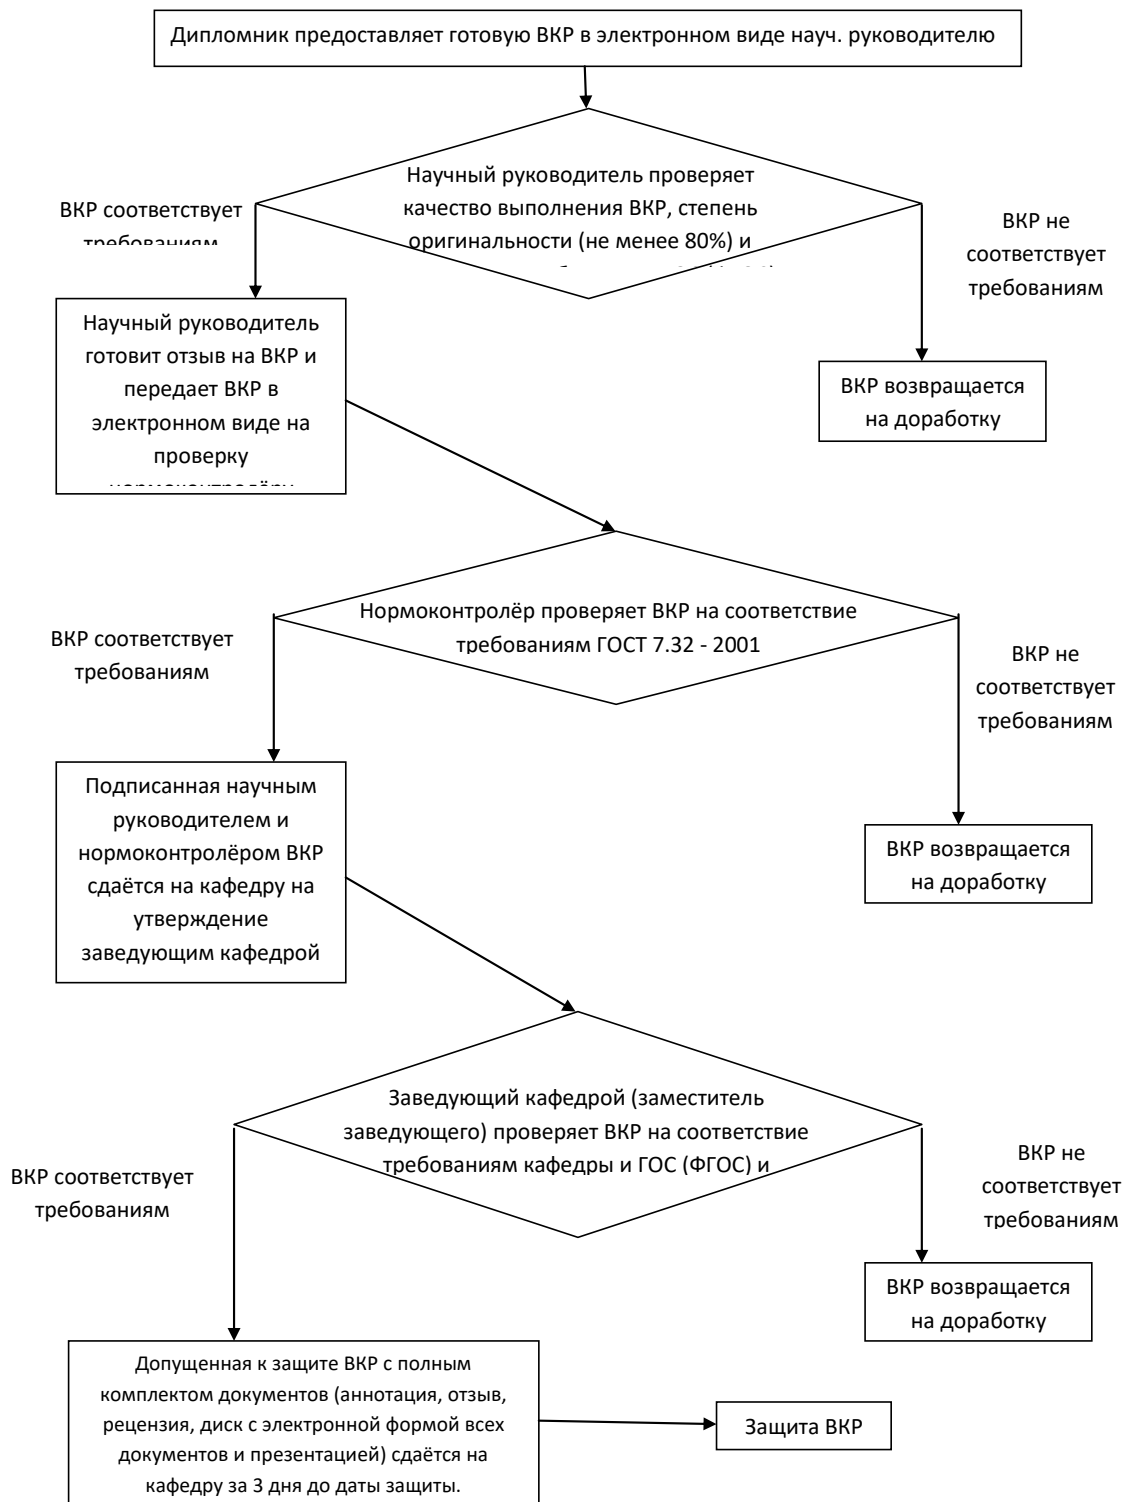 Дипломник предоставляет готовую ВКР в электронном виде науч. руководителю
Научный руководитель проверяет
качество выполнения ВКР, степень
оригинальности (не менее 80%) и
ВКР соответствует
требованиям
ВКР не
соответствует
требованиям
Научный руководитель
готовит отзыв на ВКР и
передает ВКР в
электронном виде на
проверку
нормоконтролёру
ВКР возвращается
на доработку
Нормоконтролёр проверяет ВКР на соответствие
требованиям ГОСТ 7.32 - 2001
ВКР соответствует
требованиям
ВКР не
соответствует
требованиям
Подписанная научным
руководителем и
нормоконтролёром ВКР
сдаётся на кафедру на
утверждение
заведующим кафедрой
ВКР возвращается
на доработку
Заведующий кафедрой (заместитель
заведующего) проверяет ВКР на соответствие
требованиям кафедры и ГОС (ФГОС) и
ВКР соответствует
требованиям
ВКР не
соответствует
требованиям
ВКР возвращается
на доработку
Допущенная к защите ВКР с полным
комплектом документов (аннотация, отзыв,
рецензия, диск с электронной формой всех
документов и презентацией) сдаётся на
кафедру за 3 дня до даты защиты.
Защита ВКР